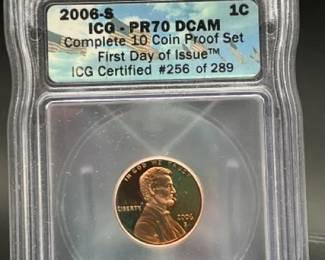 2006-S 1C
ICG - PR70 DCAM
Complete 10 Coin Proof Set
First Day of Issue™
ICG Certified #256 of 289
IN GOD WE TRUST
LIBERTY
2006
S